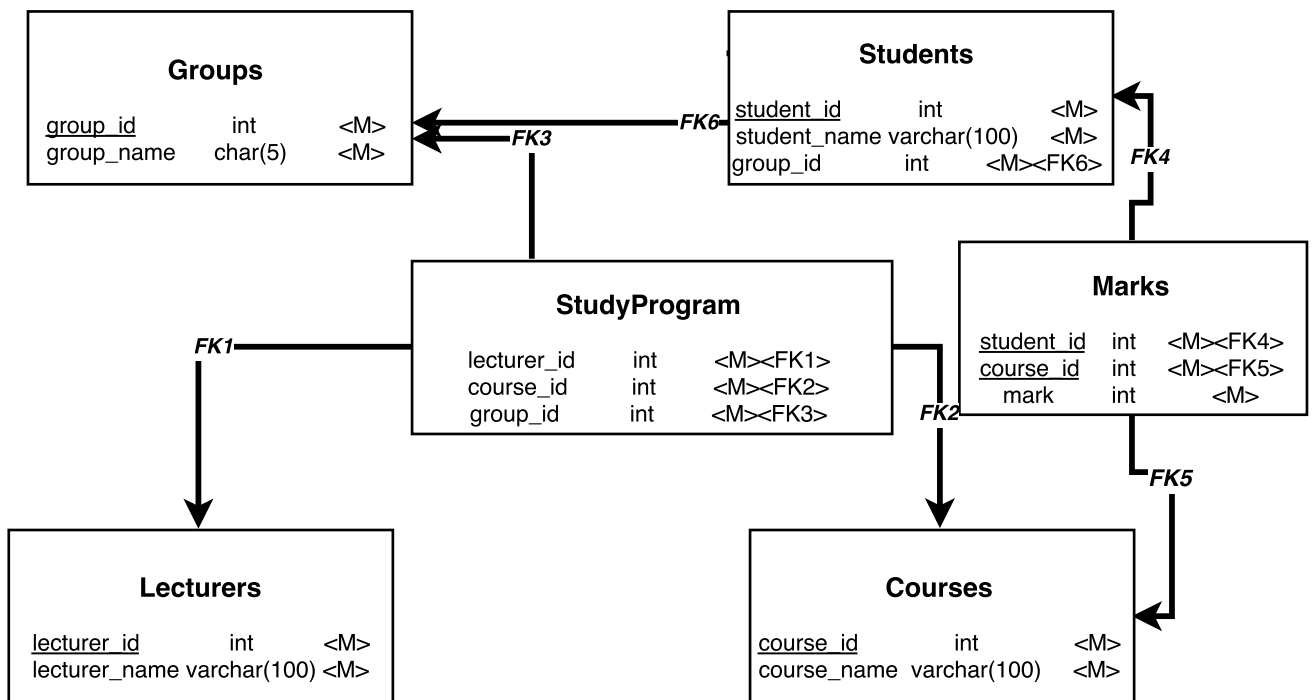 Groups
group_id int <M>
group_name char(5) <M>
Students
student_id int <M>
student_name varchar(100) <M>
group_id int <M><FK6>
FK6
FK3
FK4
StudyProgram
lecturer_id int <M><FK1>
course_id int <M><FK2>
group_id int <M><FK3>
Marks
student_id int <M><FK4>
course_id int <M><FK5>
mark int <M>
FK1
FK2
FK5
Lecturers
lecturer_id int <M>
lecturer_name varchar(100) <M>
Courses
course_id int <M>
course_name varchar(100) <M>